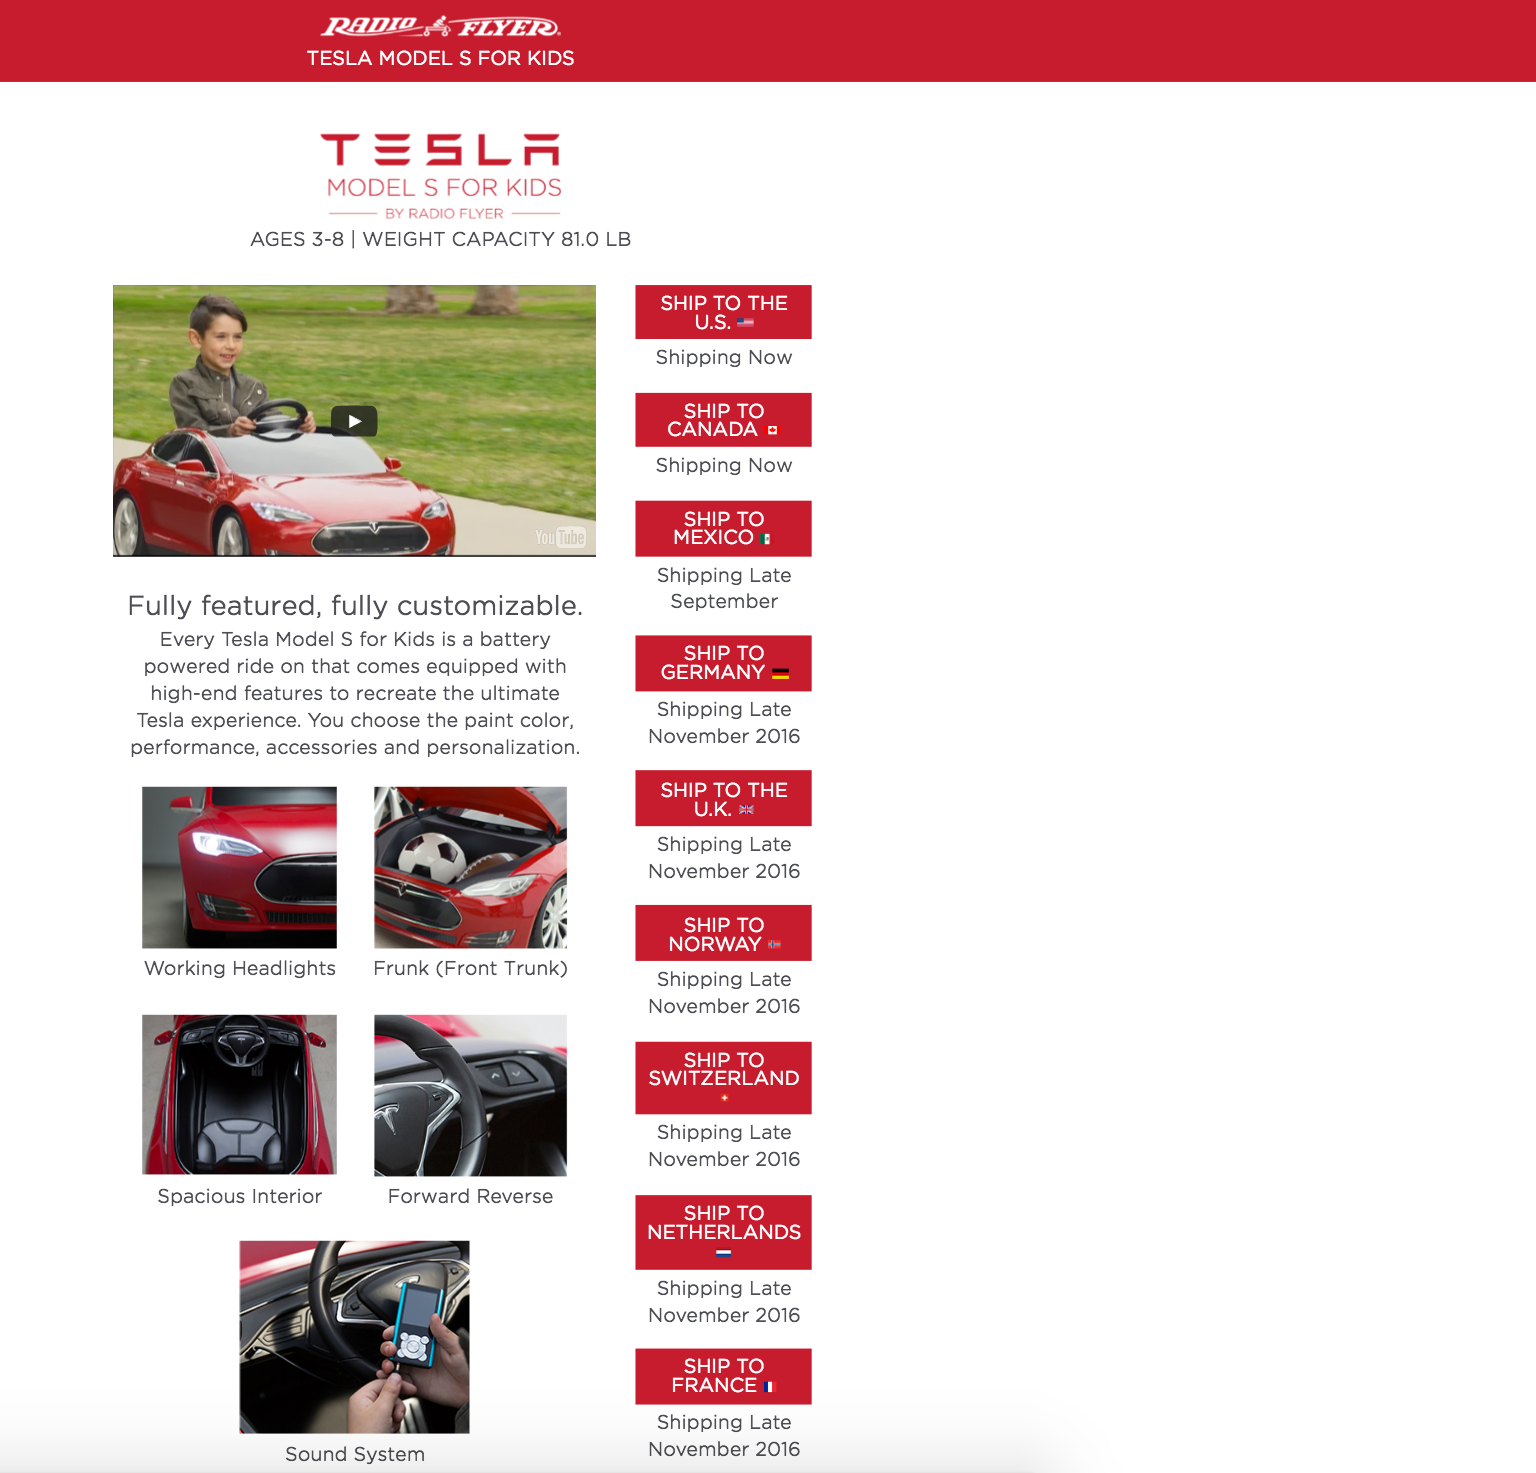 RADIO FLYER
TESLA MODEL S FOR KIDS
TESLA
MODEL S FOR KIDS
BY RADIO FLYER
AGES 3-8 | WEIGHT CAPACITY 81.0 LB
YouTube
Fully featured, fully customizable.
Every Tesla Model S for Kids is a battery
powered ride on that comes equipped with
high-end features to recreate the ultimate
Tesla experience. You choose the paint color,
performance, accessories and personalization.
Working Headlights
Frunk (Front Trunk)
Spacious Interior
Forward Reverse
Sound System
SHIP TO THE
U.S.
Shipping Now
SHIP TO
CANADA
Shipping Now
SHIP TO
MEXICO
Shipping Late
September
SHIP TO
GERMANY
Shipping Late
November 2016
SHIP TO THE
U.K.
Shipping Late
November 2016
SHIP TO
NORWAY
Shipping Late
November 2016
SHIP TO
SWITZERLAND
Shipping Late
November 2016
SHIP TO
NETHERLANDS
Shipping Late
November 2016
SHIP TO
FRANCE
Shipping Late
November 2016